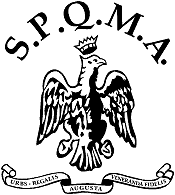 S.P.Q.M.A.
URBS · REGALIS
AUGUSTA
VENERANDA FIDELIS